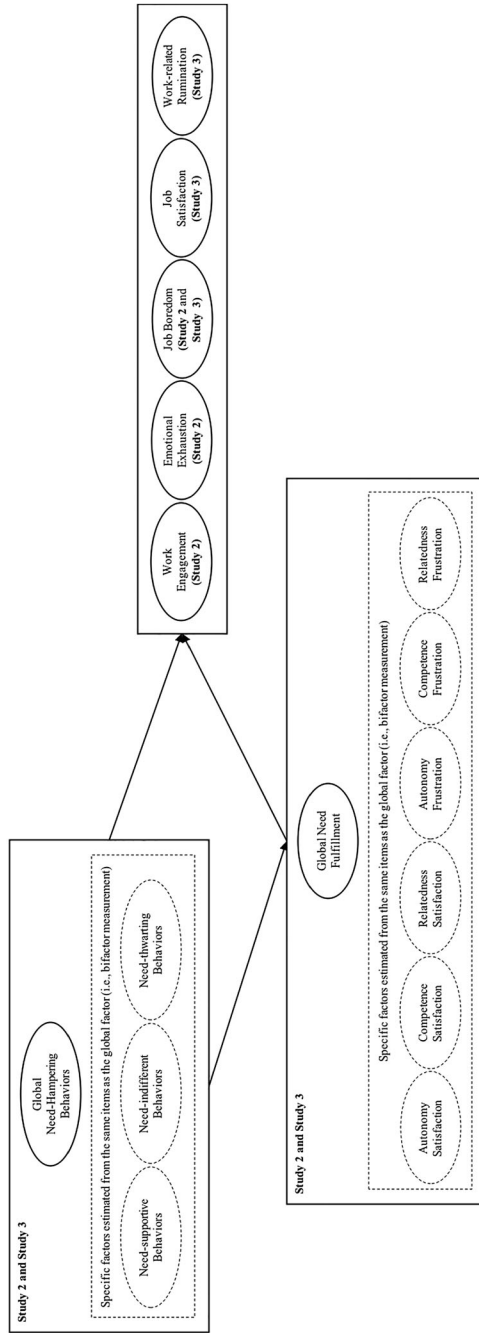 Study 2 and Study 3
Global
Need-Hampering
Behaviors
Specific factors estimated from the same items as the global factor (i.e., bifactor measurement)
Need-supportive
Behaviors
Need-indifferent
Behaviors
Need-thwarting
Behaviors
Work
Engagement
(Study 2)
Emotional
Exhaustion
(Study 2)
Job Boredom
(Study 2 and
Study 3)
Job
Satisfaction
(Study 3)
Work-related
Rumination
(Study 3)
Study 2 and Study 3
Global Need
Fulfillment
Specific factors estimated from the same items as the global factor (i.e., bifactor measurement)
Autonomy
Satisfaction
Competence
Satisfaction
Relatedness
Satisfaction
Autonomy
Frustration
Competence
Frustration
Relatedness
Frustration